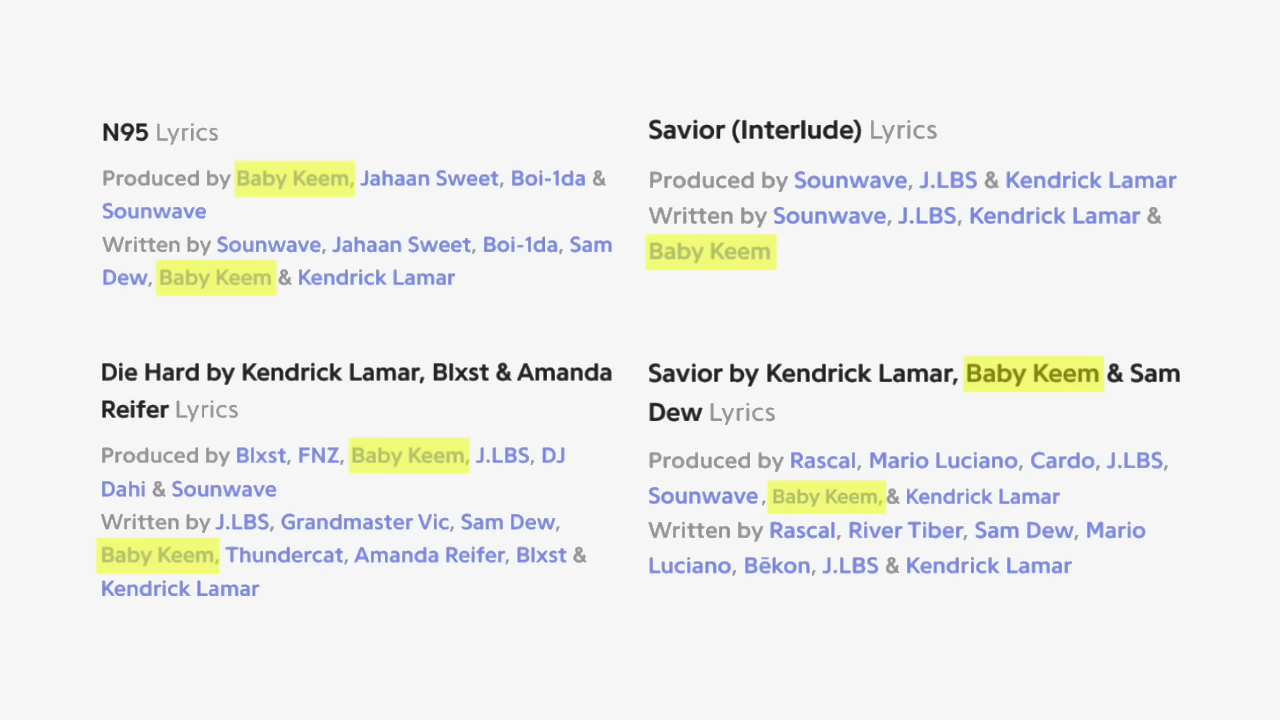 N95 Lyrics
Produced by Baby Keem, Jahaan Sweet, Boi-1da &
Sounwave
Written by Sounwave, Jahaan Sweet, Boi-1da, Sam
Dew, Baby Keem & Kendrick Lamar
Savior (Interlude) Lyrics
Produced by Sounwave, J.LBS & Kendrick Lamar
Written by Sounwave, J.LBS, Kendrick Lamar &
Baby Keem
Die Hard by Kendrick Lamar, Blxst & Amanda
Reifer Lyrics
Produced by Blxst, FNZ, Baby Keem, J.LBS, DJ
Dahi & Sounwave
Written by J.LBS, Grandmaster Vic, Sam Dew,
Baby Keem, Thundercat, Amanda Reifer, Blxst &
Kendrick Lamar
Savior by Kendrick Lamar, Baby Keem & Sam
Dew Lyrics
Produced by Rascal, Mario Luciano, Cardo, J.LBS,
Sounwave, Baby Keem, & Kendrick Lamar
Written by Rascal, River Tiber, Sam Dew, Mario
Luciano, Bēkon, J.LBS & Kendrick Lamar